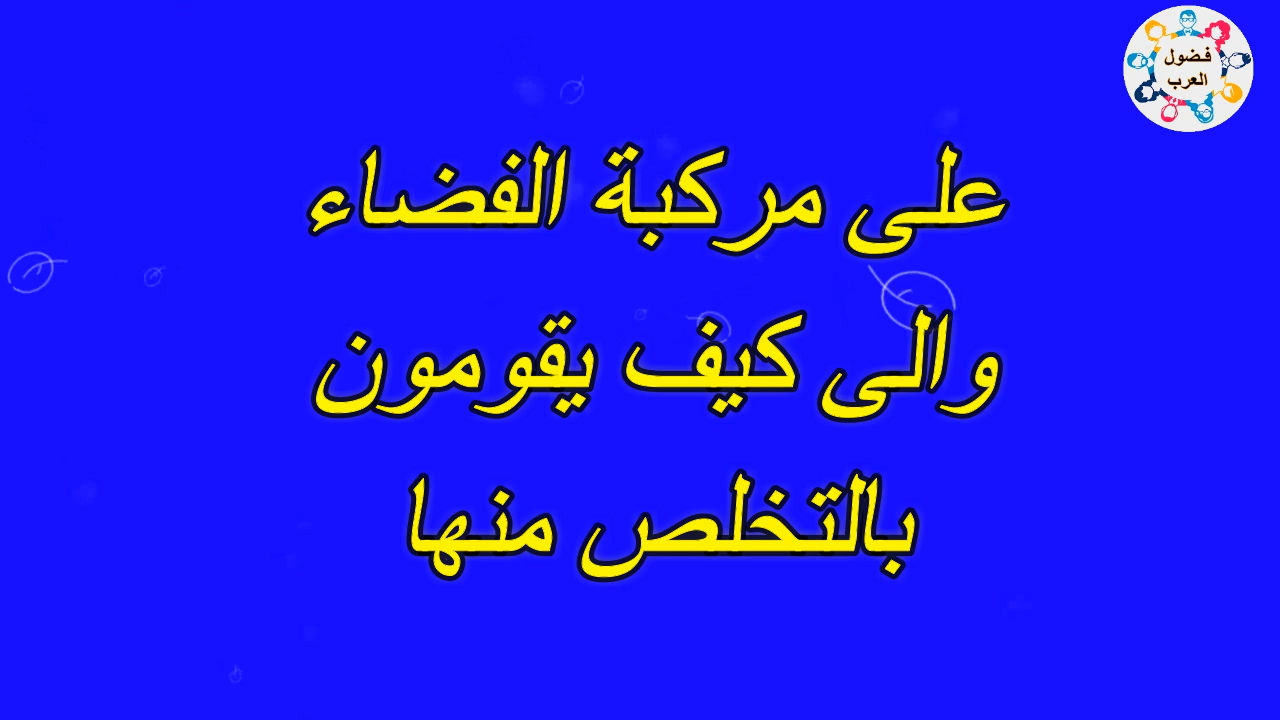 فضول
العرب
على مركبة الفضاء
والى كيف يقومون
بالتخلص منها